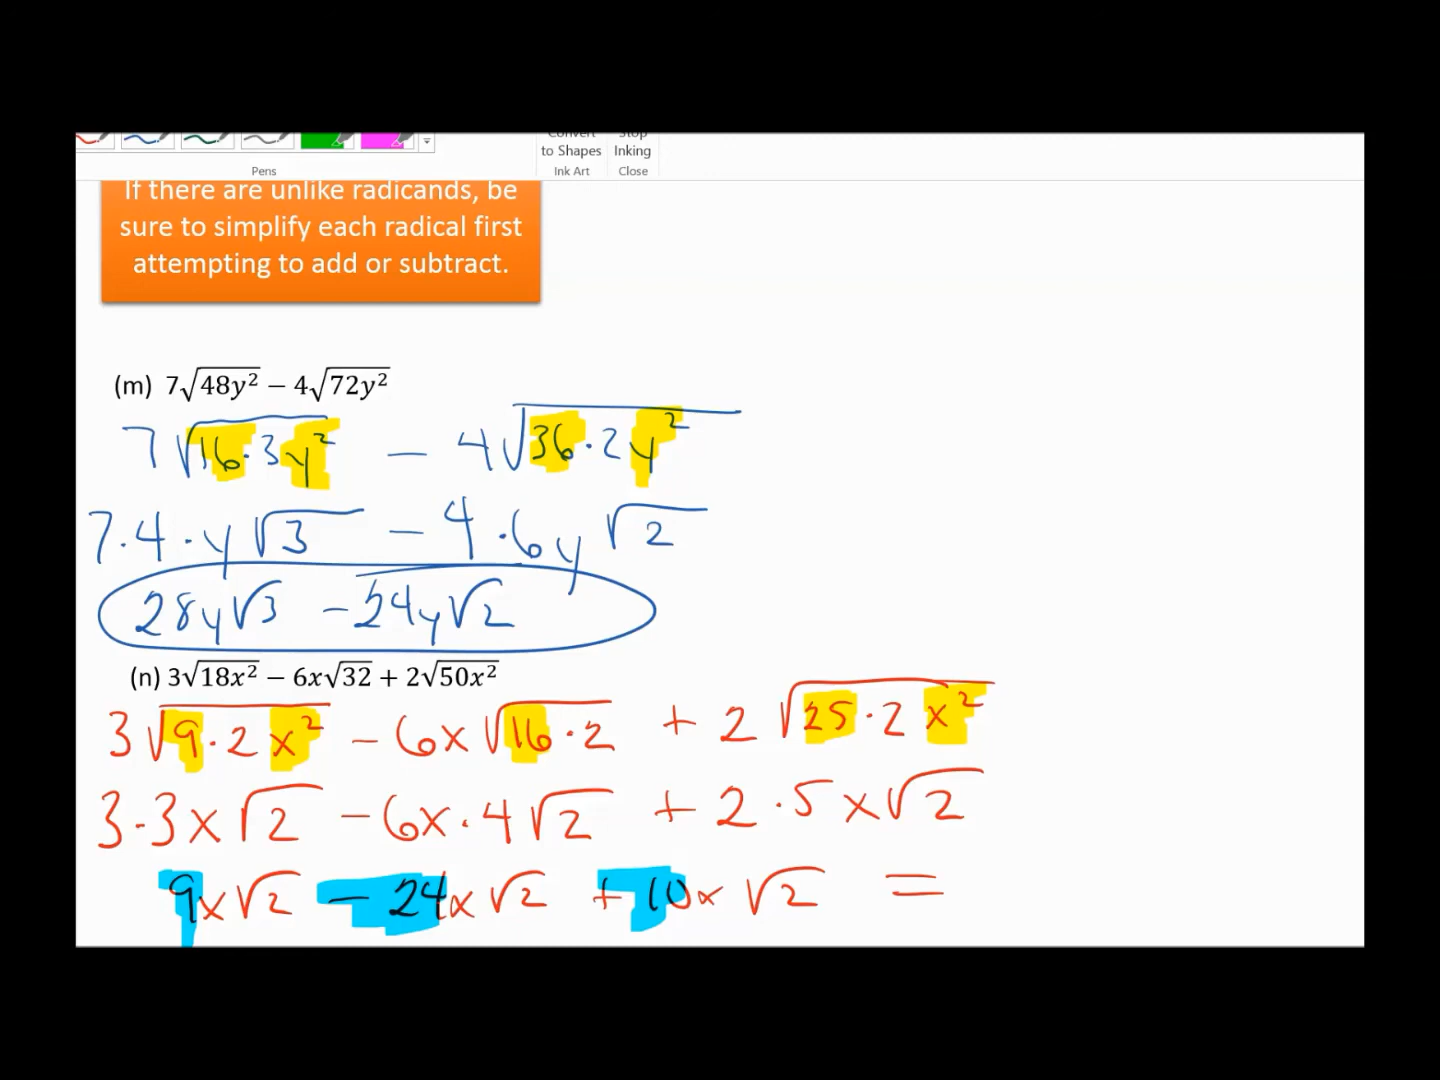 Convert Stop
to Shapes Inking
Pens Ink Art Close
If there are unlike radicands, be
sure to simplify each radical first
attempting to add or subtract.
(m) 7√48y² − 4√72y²
7√16·3y² − 4√36·2y²
7·4·y√3 − 4·6y√2
28y√3 − 24y√2
(n) 3√18x² − 6x√32 + 2√50x²
3√9·2x² − 6x√16·2 + 2√25·2x²
3·3x√2 − 6x·4√2 + 2·5x√2
9x√2 − 24x√2 + 10x√2 =